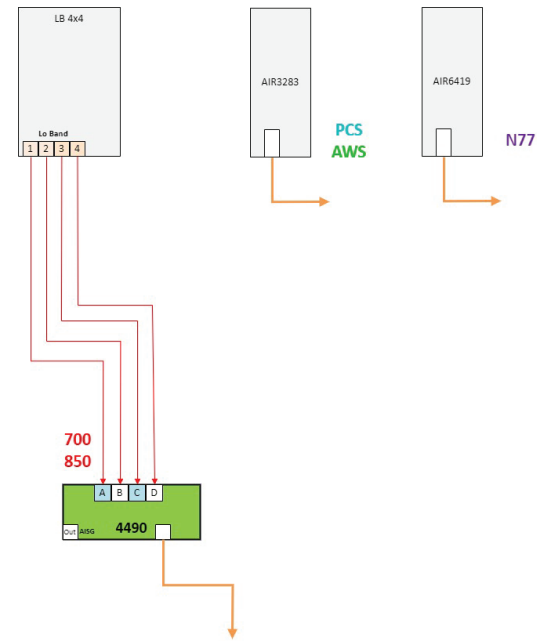 LB 4x4
AIR3283
AIR6419
PCS
AWS
N77
Lo Band
1 2 3 4
700
850
A B C D
Out AISG 4490